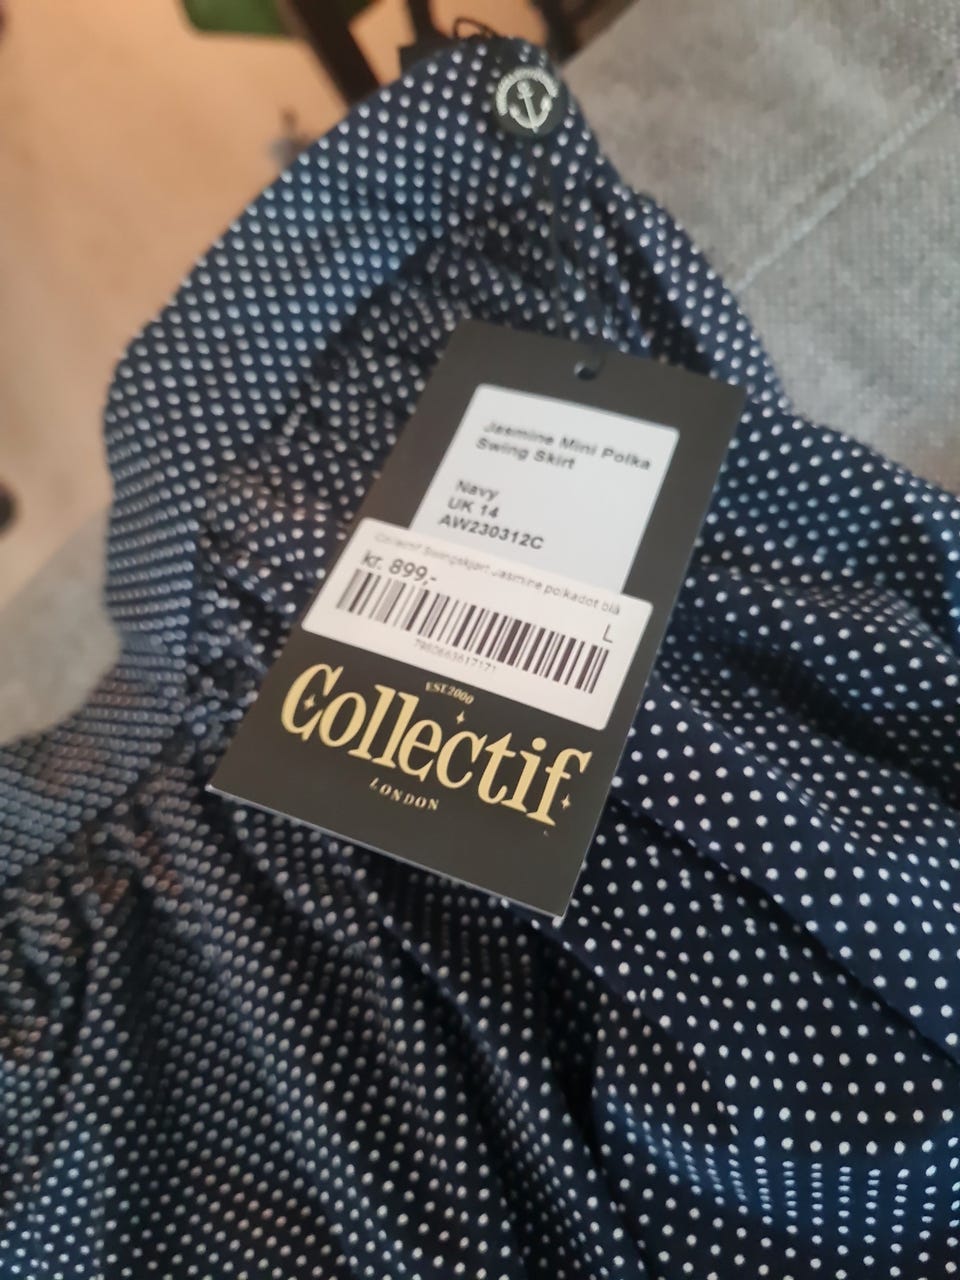 Jasmine Mini Polka
Swing Skirt
Navy
UK 14
AW230312C
Collectif Swingskjørt Jasmine polkadot blå
kr. 899,-
L
EST.2000
Collectif
LONDON